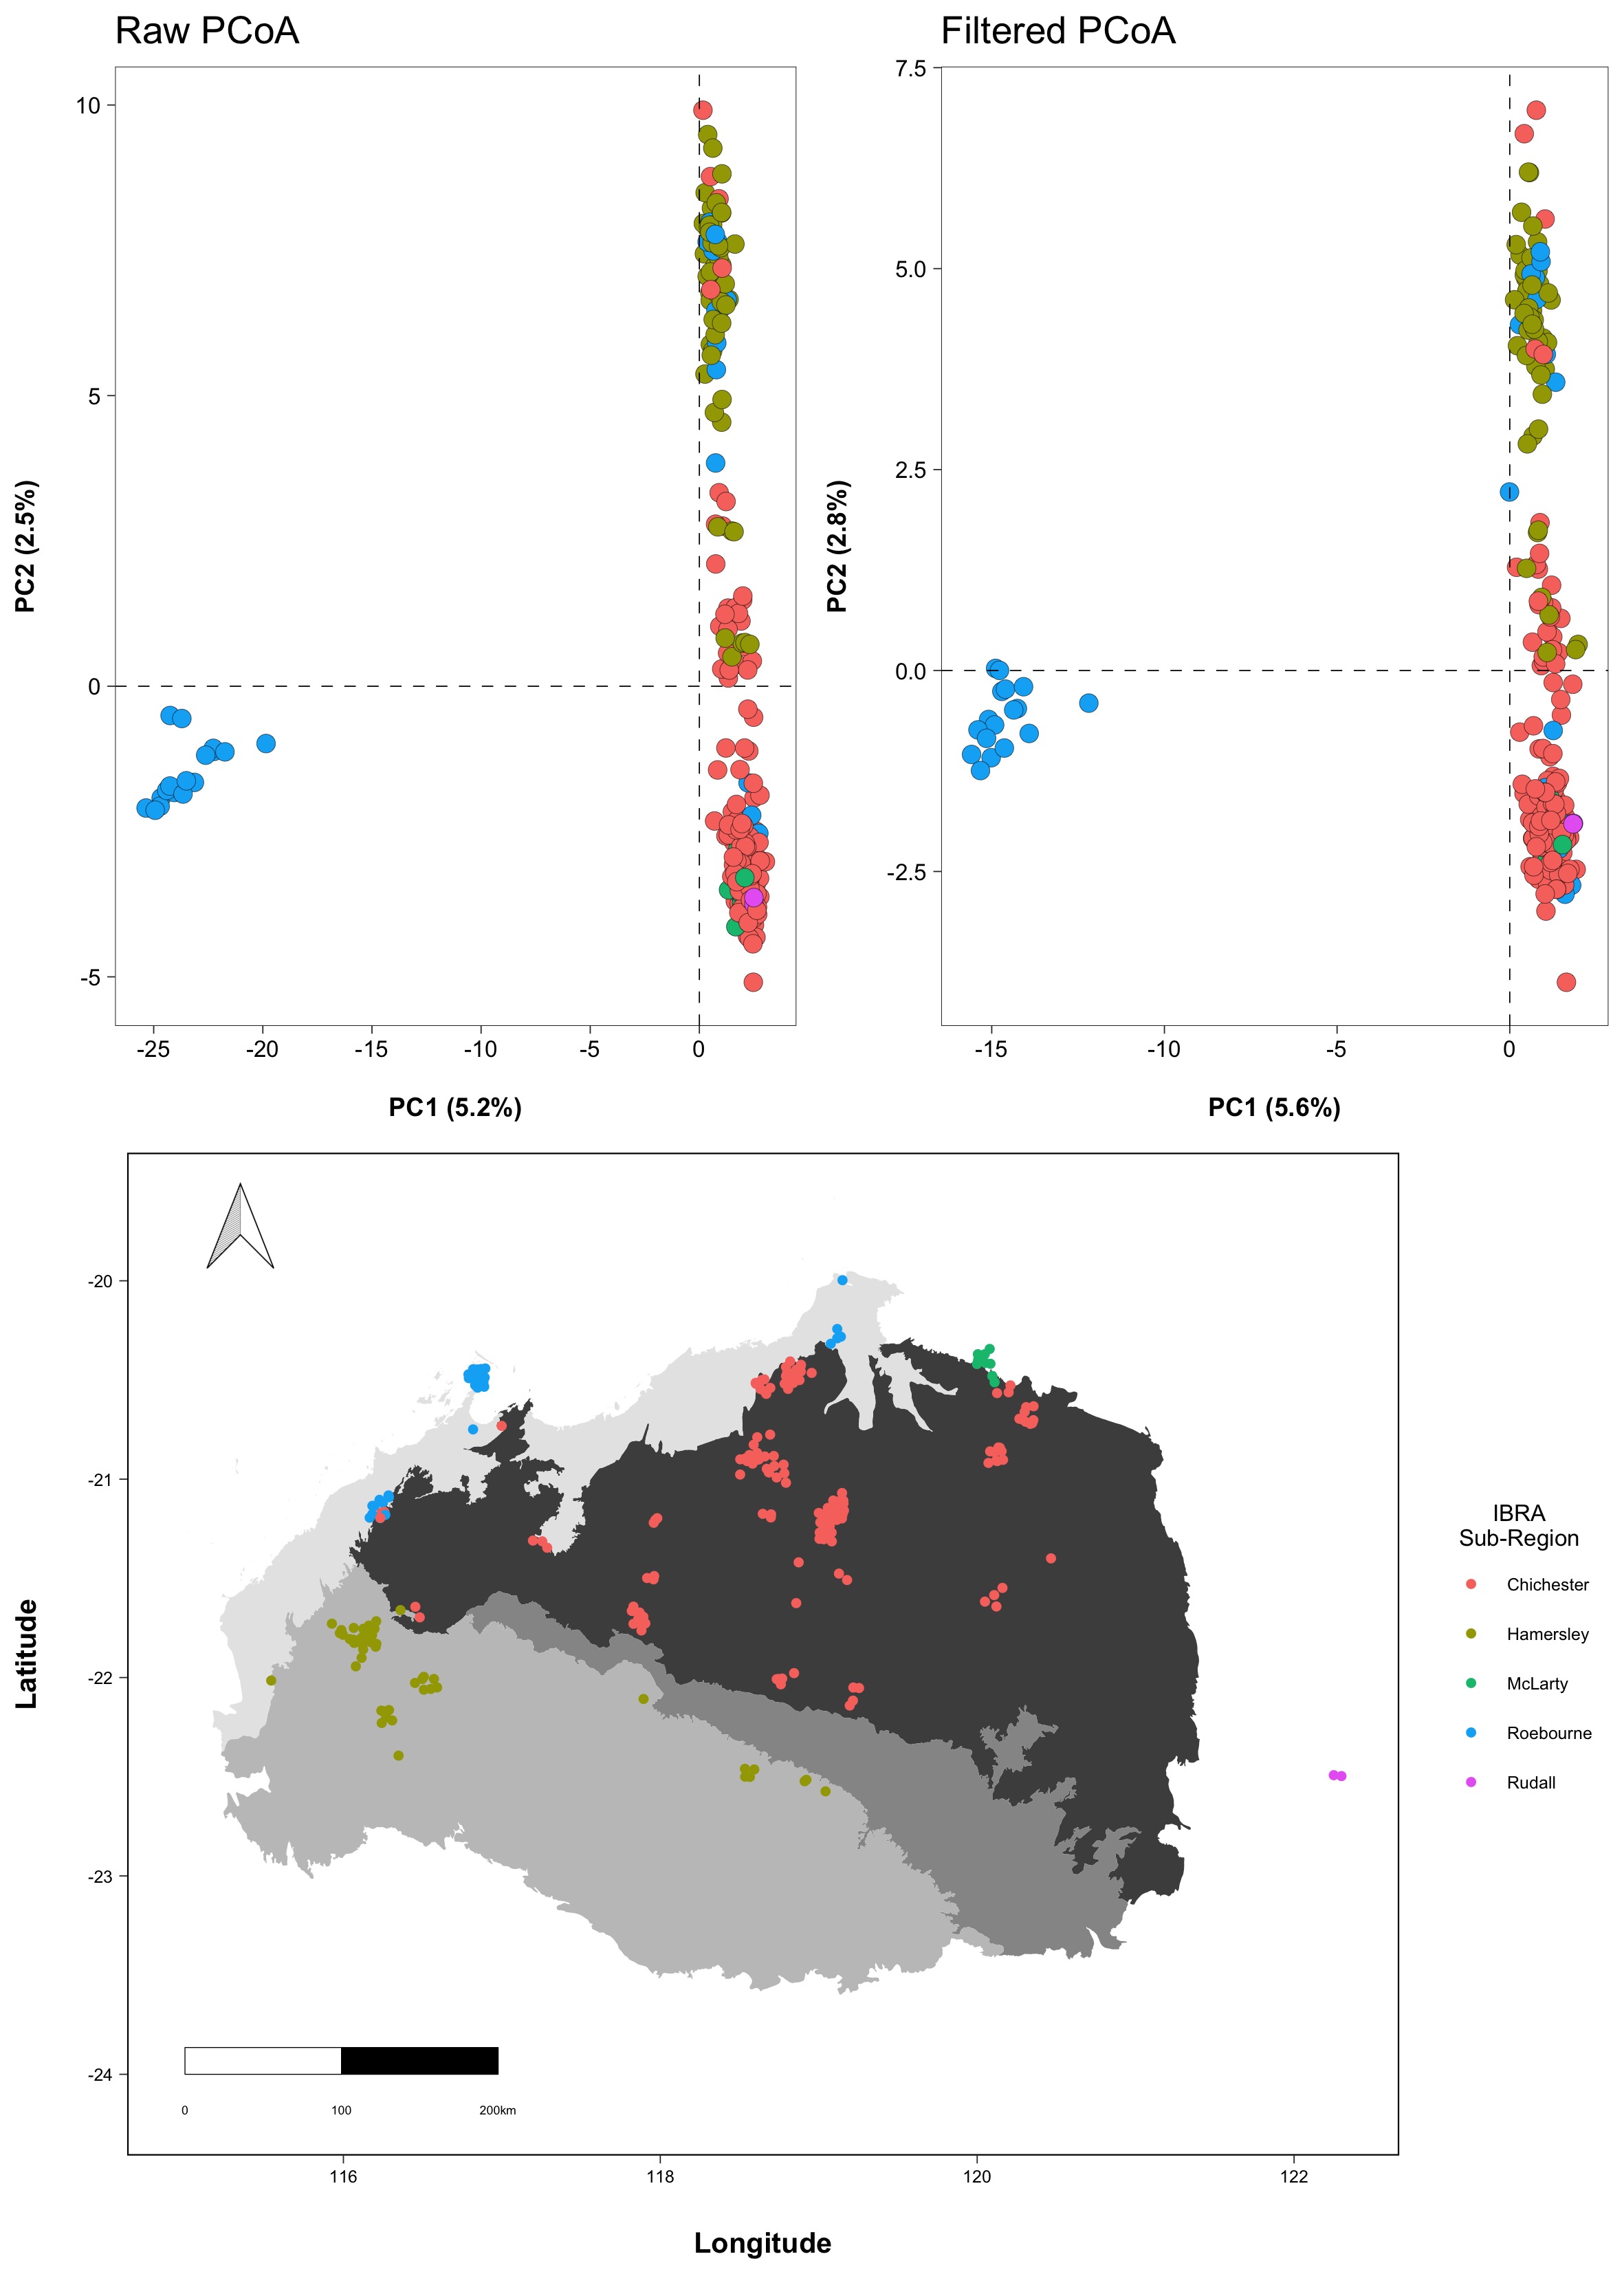 Raw PCoA
Filtered PCoA
10
5
0
-5
PC2 (2.5%)
-25 -20 -15 -10 -5 0
PC1 (5.2%)
7.5
5.0
2.5
0.0
-2.5
PC2 (2.8%)
-15 -10 -5 0
PC1 (5.6%)
-20
-21
-22
-23
-24
Latitude
0 100 200km
116 118 120 122
Longitude
IBRA
Sub-Region
Chichester
Hamersley
McLarty
Roebourne
Rudall